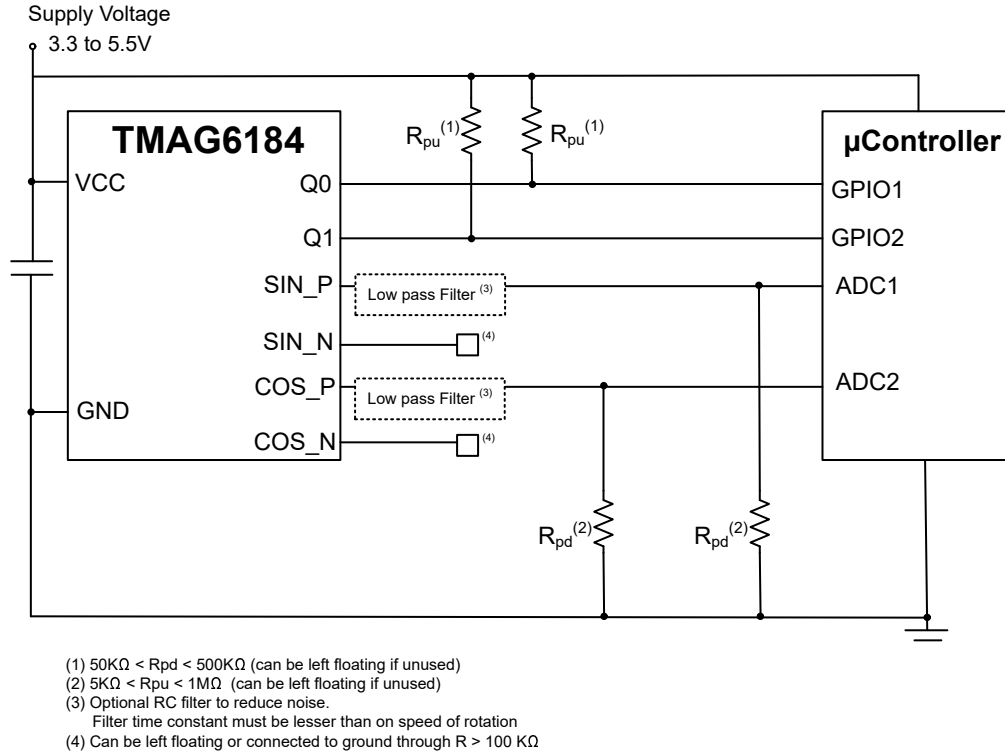 Supply Voltage
3.3 to 5.5V
TMAG6184
µController
Rpu(1)
Rpu(1)
VCC
Q0
GPIO1
Q1
GPIO2
SIN_P
Low pass Filter (3)
ADC1
SIN_N
(4)
COS_P
Low pass Filter (3)
ADC2
GND
COS_N
(4)
Rpd(2)
Rpd(2)
(1) 50KΩ < Rpd < 500KΩ (can be left floating if unused)
(2) 5KΩ < Rpu < 1MΩ (can be left floating if unused)
(3) Optional RC filter to reduce noise.
Filter time constant must be lesser than on speed of rotation
(4) Can be left floating or connected to ground through R > 100 KΩ